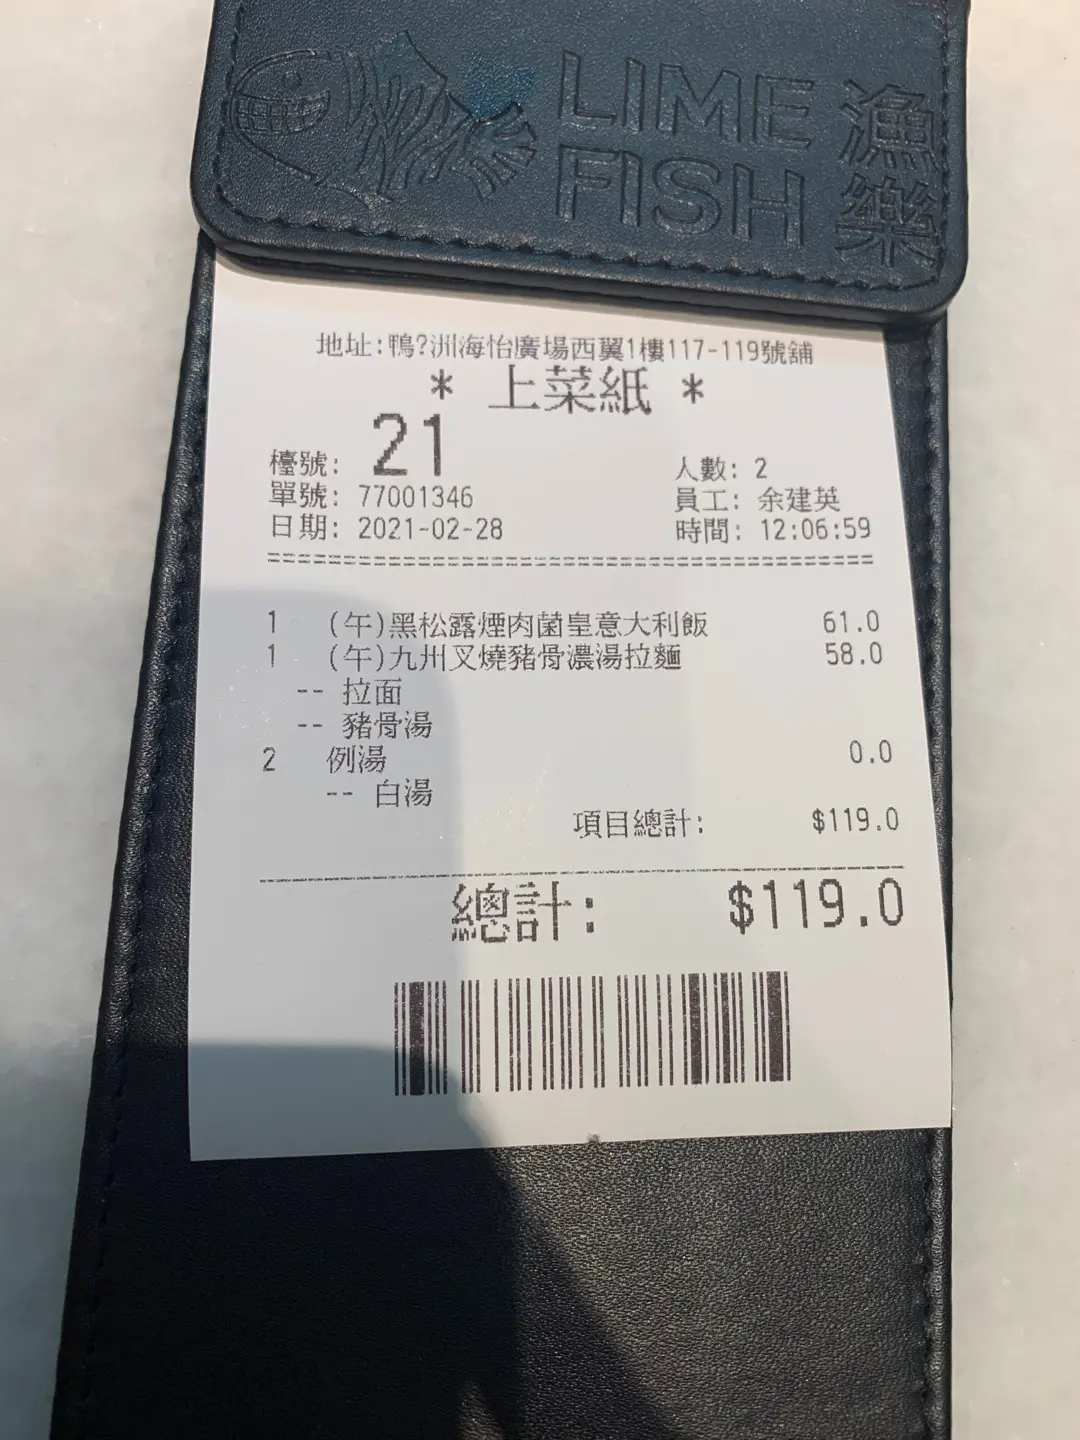 LIME
FISH
漁樂
地址:鴨?洲海怡廣場西翼1樓117-119號舖
* 上菜紙 *
檯號: 21
人數: 2
單號: 77001346
員工: 余建英
日期: 2021-02-28
時間: 12:06:59
1 (午)黑松露煙肉菌皇意大利飯 61.0
1 (午)九州叉燒豬骨濃湯拉麵 58.0
-- 拉面
-- 豬骨湯
2 例湯 0.0
-- 白湯
項目總計: $119.0
總計: $119.0